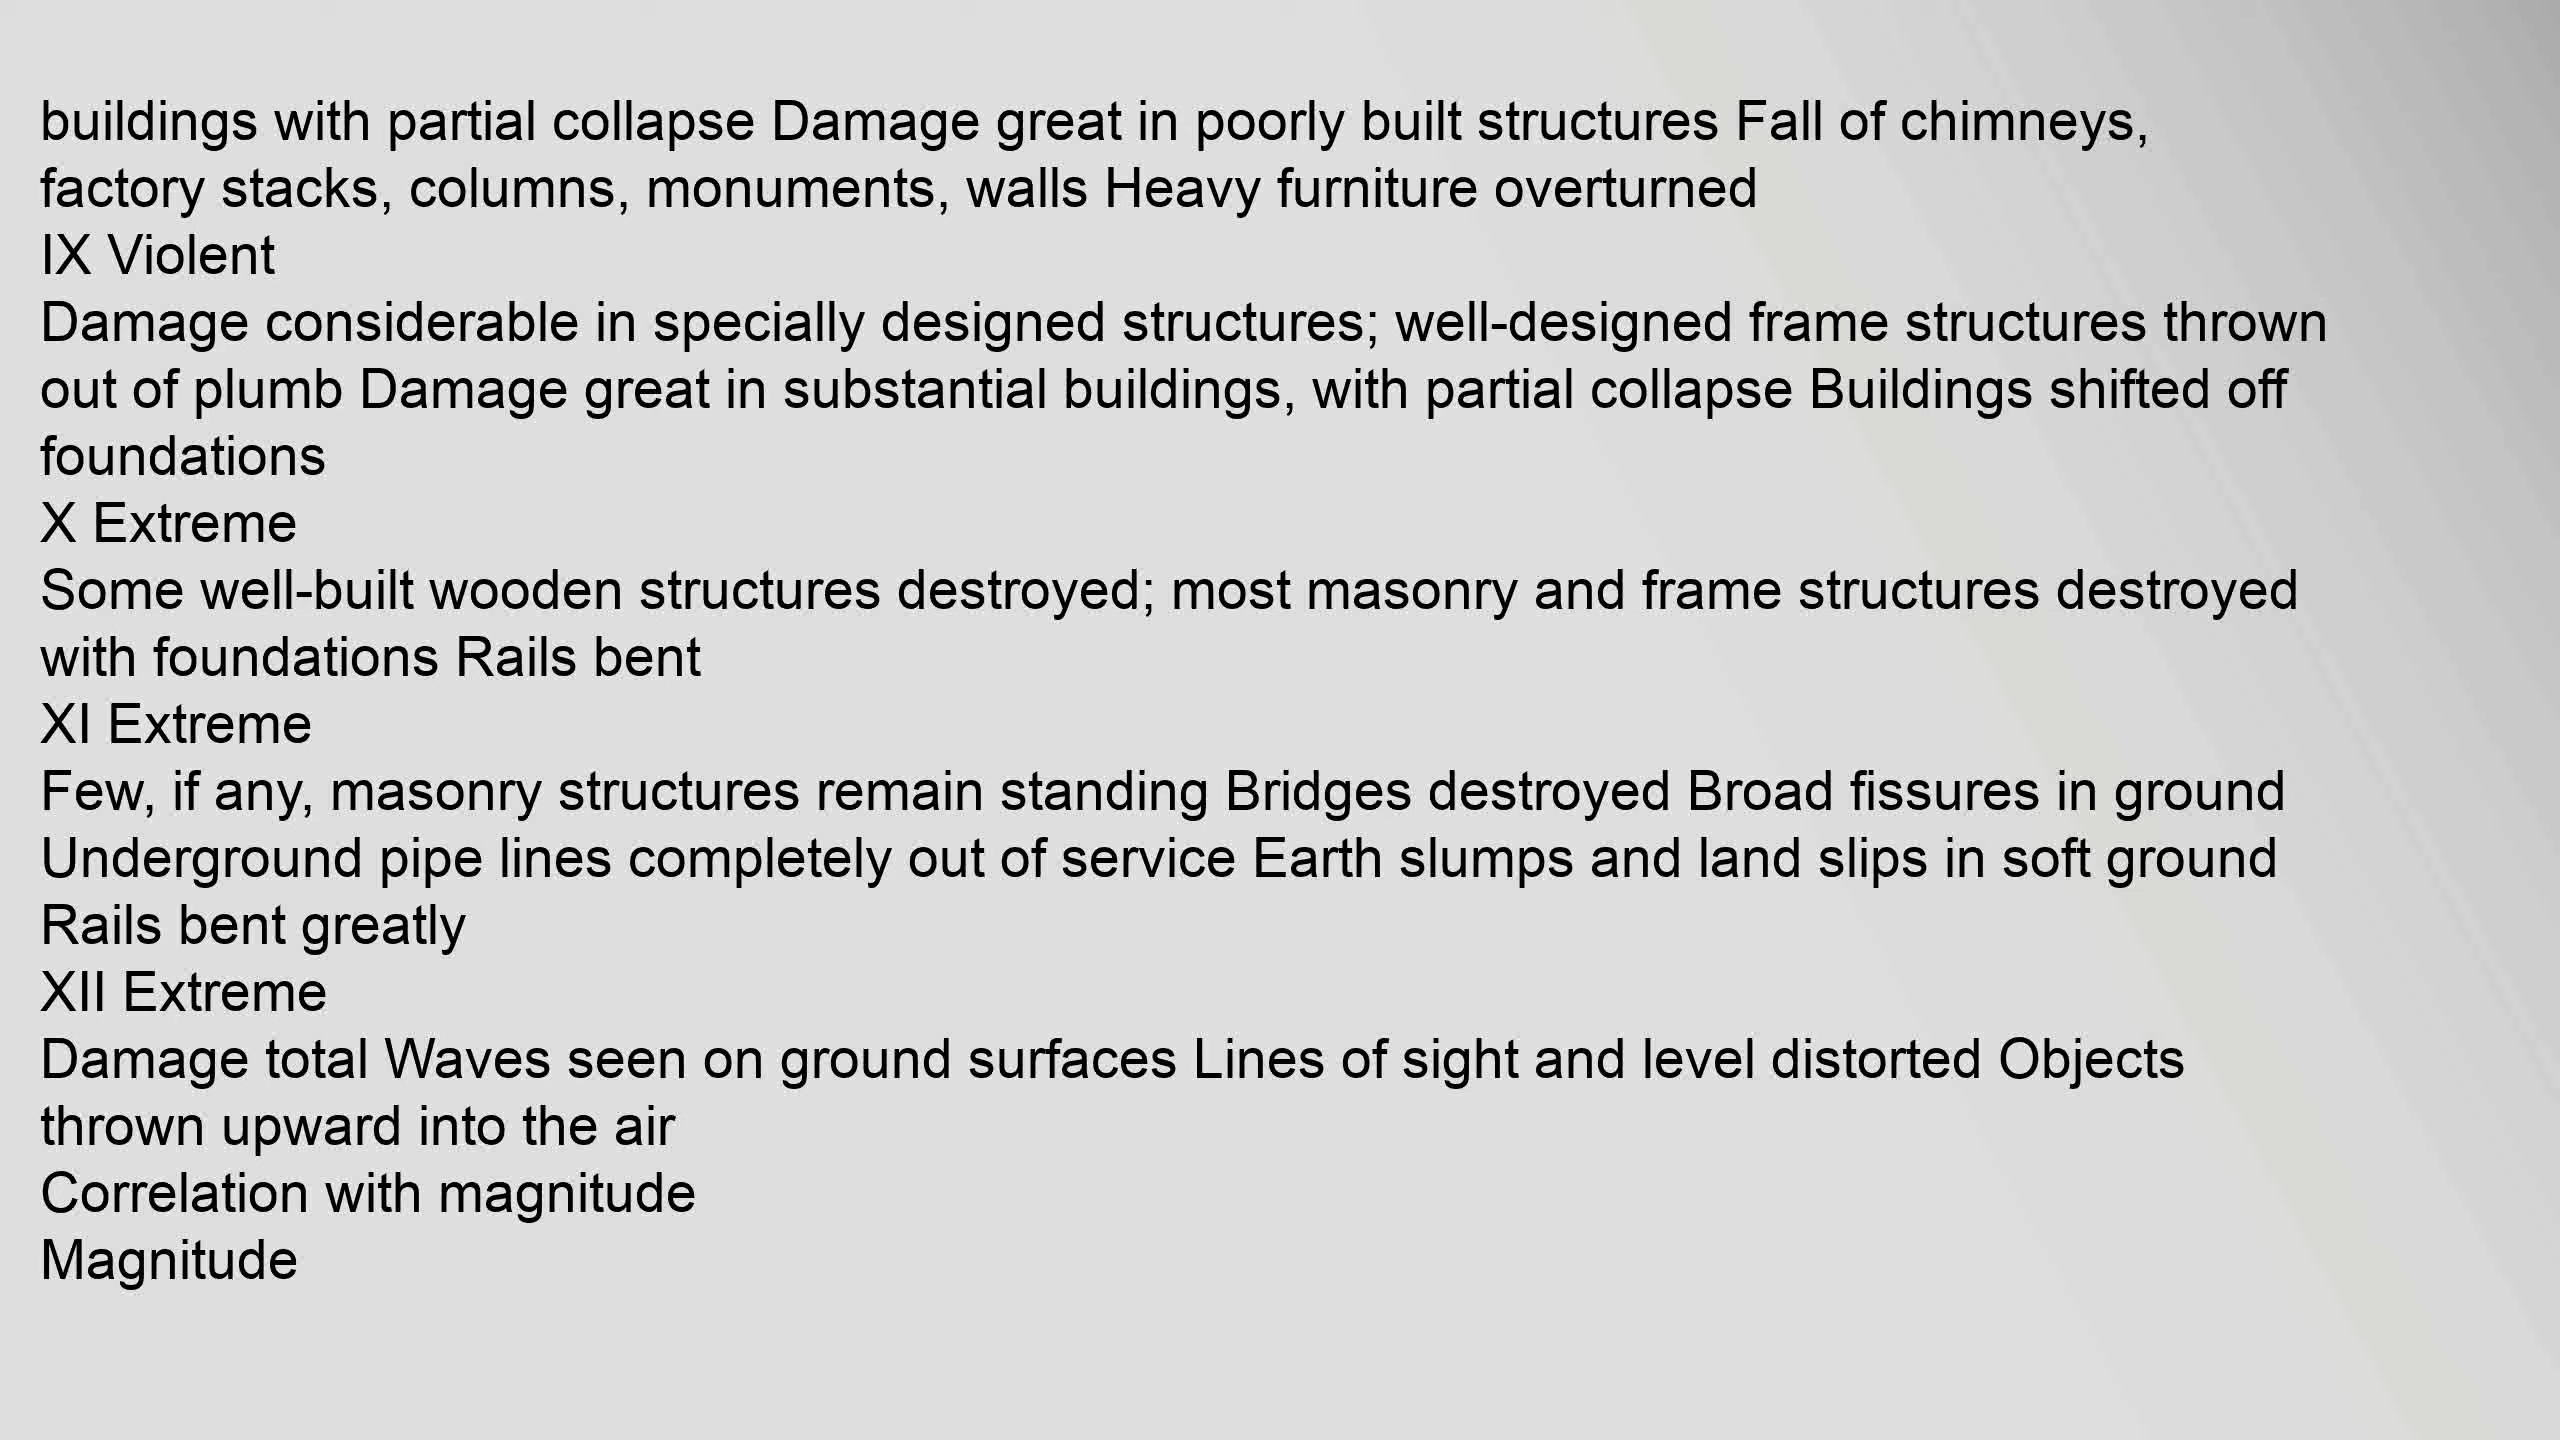 buildings with partial collapse Damage great in poorly built structures Fall of chimneys,
factory stacks, columns, monuments, walls Heavy furniture overturned
IX Violent
Damage considerable in specially designed structures; well-designed frame structures thrown
out of plumb Damage great in substantial buildings, with partial collapse Buildings shifted off
foundations
X Extreme
Some well-built wooden structures destroyed; most masonry and frame structures destroyed
with foundations Rails bent
XI Extreme
Few, if any, masonry structures remain standing Bridges destroyed Broad fissures in ground
Underground pipe lines completely out of service Earth slumps and land slips in soft ground
Rails bent greatly
XII Extreme
Damage total Waves seen on ground surfaces Lines of sight and level distorted Objects
thrown upward into the air
Correlation with magnitude
Magnitude